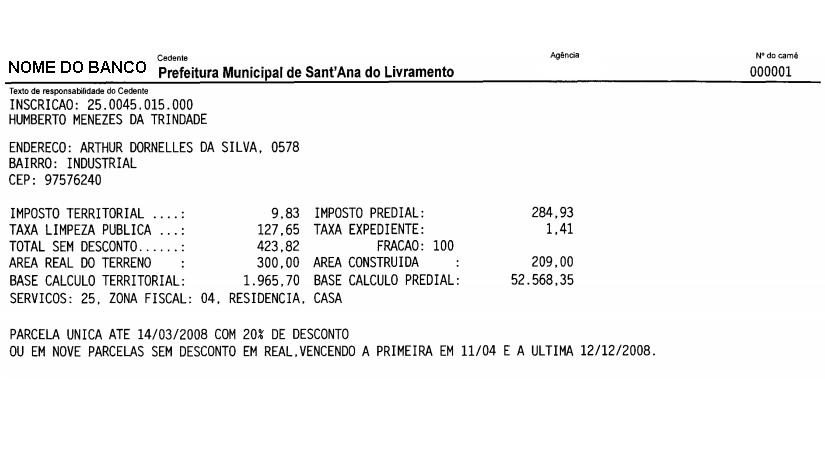 Cedente Agência Nº do carnê
NOME DO BANCO Prefeitura Municipal de Sant'Ana do Livramento 000001
Texto de responsabilidade do Cedente
INSCRICAO: 25.0045.015.000
HUMBERTO MENEZES DA TRINDADE
ENDERECO: ARTHUR DORNELLES DA SILVA, 0578
BAIRRO: INDUSTRIAL
CEP: 97576240
IMPOSTO TERRITORIAL ....: 9,83 IMPOSTO PREDIAL: 284,93
TAXA LIMPEZA PUBLICA ...: 127,65 TAXA EXPEDIENTE: 1,41
TOTAL SEM DESCONTO......: 423,82 FRACAO: 100
AREA REAL DO TERRENO : 300,00 AREA CONSTRUIDA : 209,00
BASE CALCULO TERRITORIAL: 1.965,70 BASE CALCULO PREDIAL: 52.568,35
SERVICOS: 25, ZONA FISCAL: 04, RESIDENCIA, CASA
PARCELA UNICA ATE 14/03/2008 COM 20% DE DESCONTO
OU EM NOVE PARCELAS SEM DESCONTO EM REAL,VENCENDO A PRIMEIRA EM 11/04 E A ULTIMA 12/12/2008.